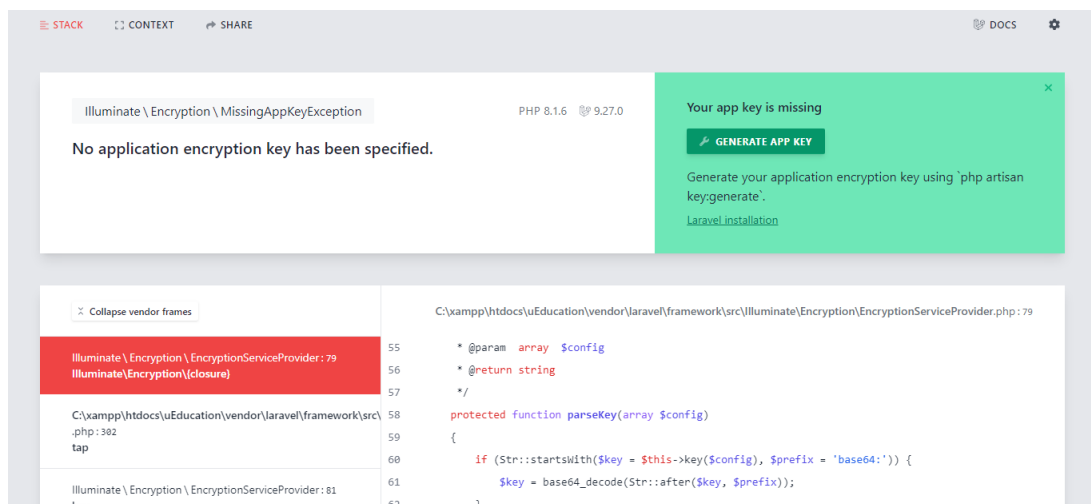 STACK CONTEXT SHARE DOCS
Illuminate \ Encryption \ MissingAppKeyException PHP 8.1.6 9.27.0
No application encryption key has been specified.
Your app key is missing
GENERATE APP KEY
Generate your application encryption key using `php artisan
key:generate`.
Laravel installation
Collapse vendor frames
Illuminate \ Encryption \ EncryptionServiceProvider: 79
Illuminate\Encryption\{closure}
C:\xampp\htdocs\uEducation\vendor\laravel\framework\src\
.php: 302
tap
Illuminate \ Encryption \ EncryptionServiceProvider: 81
C:\xampp\htdocs\uEducation\vendor\laravel\framework\src\Illuminate\Encryption\EncryptionServiceProvider.php: 79
55 * @param array $config
56 * @return string
57 */
58 protected function parseKey(array $config)
59 {
60 if (Str::startsWith($key = $this->key($config), $prefix = 'base64:')) {
61 $key = base64_decode(Str::after($key, $prefix));
62 }